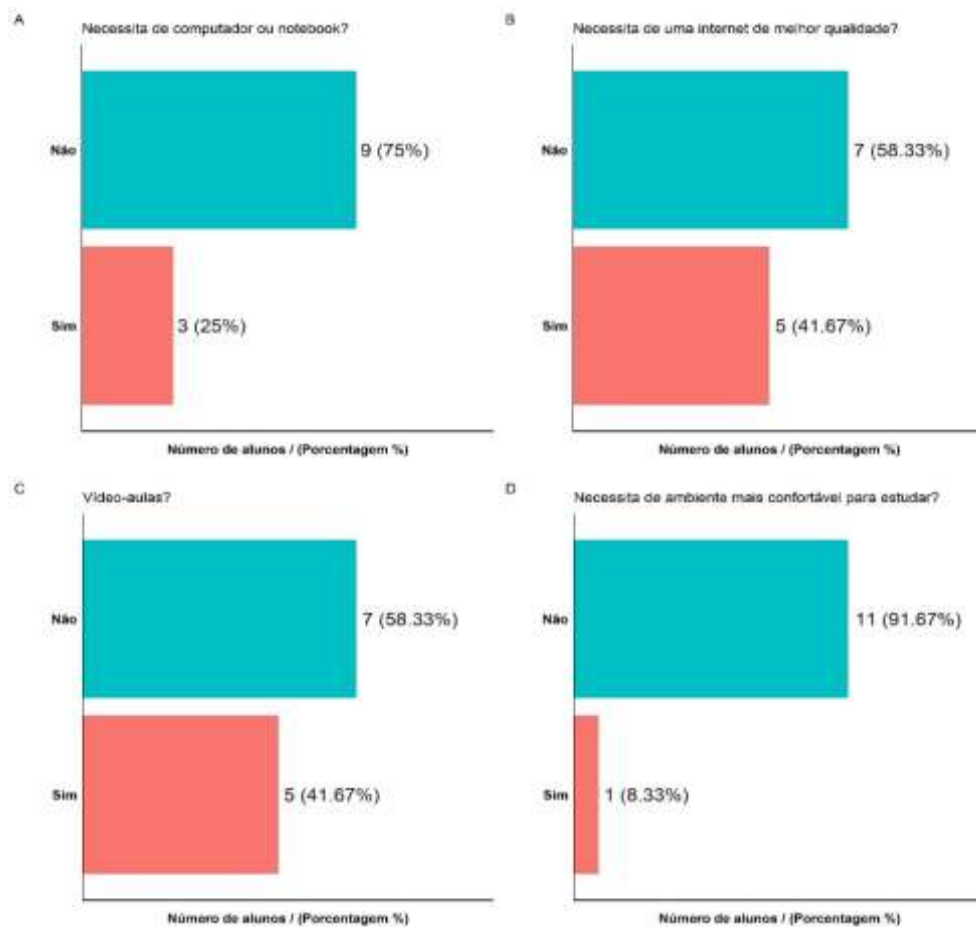 A
Necessita de computador ou notebook?
Não
9 (75%)
Sim
3 (25%)
Número de alunos / (Porcentagem %)
B
Necessita de uma internet de melhor qualidade?
Não
7 (58.33%)
Sim
5 (41.67%)
Número de alunos / (Porcentagem %)
C
Vídeo-aulas?
Não
7 (58.33%)
Sim
5 (41.67%)
Número de alunos / (Porcentagem %)
D
Necessita de ambiente mais confortável para estudar?
Não
11 (91.67%)
Sim
1 (8.33%)
Número de alunos / (Porcentagem %)